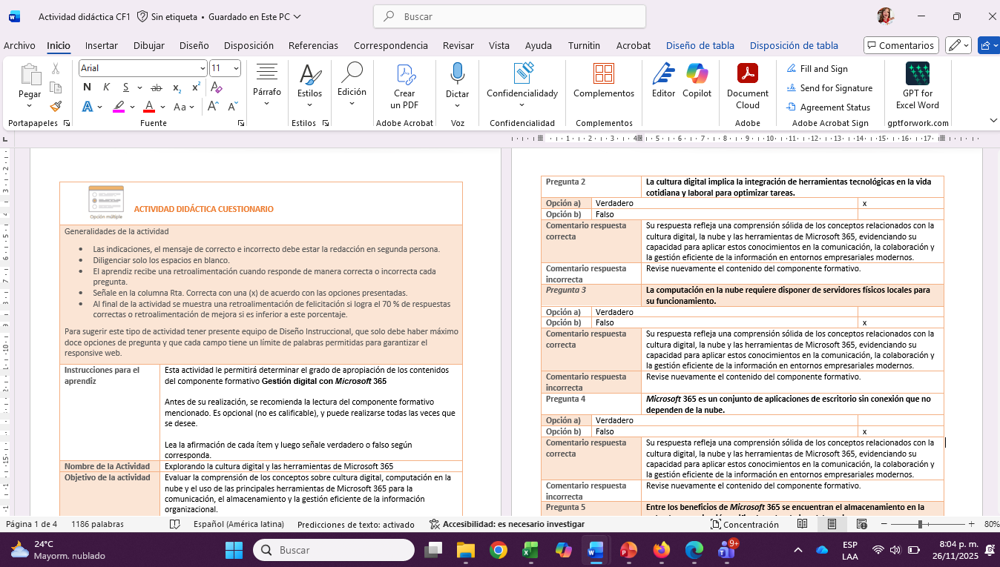 Actividad didáctica CF1
Sin etiqueta • Guardado en Este PC
Buscar
Archivo
Inicio
Insertar
Dibujar
Diseño
Disposición
Referencias
Correspondencia
Revisar
Vista
Ayuda
Turnitin
Acrobat
Diseño de tabla
Disposición de tabla
Comentarios
Pegar
Portapapeles
Arial
11
N K S ab x₂ x²
A A Aa A A
Fuente
Párrafo
Estilos
Estilos
Edición
Crear
un PDF
Adobe Acrobat
Dictar
Voz
Confidencialidady
Confidencialidad
Complementos
Complementos
Editor
Copilot
Document
Cloud
Adobe
Fill and Sign
Send for Signature
Agreement Status
Adobe Acrobat Sign
GPT for
Excel Word
gptforwork.com
Opción múltiple
ACTIVIDAD DIDÁCTICA CUESTIONARIO
Generalidades de la actividad
• Las indicaciones, el mensaje de correcto e incorrecto debe estar la redacción en segunda persona.
• Diligenciar solo los espacios en blanco.
• El aprendiz recibe una retroalimentación cuando responde de manera correcta o incorrecta cada
pregunta.
• Señale en la columna Rta. Correcta con una (x) de acuerdo con las opciones presentadas.
• Al final de la actividad se muestra una retroalimentación de felicitación si logra el 70 % de respuestas
correctas o retroalimentación de mejora si es inferior a este porcentaje.
Para sugerir este tipo de actividad tener presente equipo de Diseño Instruccional, que solo debe haber máximo
doce opciones de pregunta y que cada campo tiene un límite de palabras permitidas para garantizar el
responsive web.
Instrucciones para el
aprendiz
Esta actividad le permitirá determinar el grado de apropiación de los contenidos
del componente formativo Gestión digital con Microsoft 365
Antes de su realización, se recomienda la lectura del componente formativo
mencionado. Es opcional (no es calificable), y puede realizarse todas las veces que
se desee.
Lea la afirmación de cada ítem y luego señale verdadero o falso según
corresponda.
Nombre de la Actividad
Explorando la cultura digital y las herramientas de Microsoft 365
Objetivo de la actividad
Evaluar la comprensión de los conceptos sobre cultura digital, computación en la
nube y el uso de las principales herramientas de Microsoft 365 para la
comunicación, el almacenamiento y la gestión eficiente de la información
organizacional.
Pregunta 2
La cultura digital implica la integración de herramientas tecnológicas en la vida
cotidiana y laboral para optimizar tareas.
Opción a) Verdadero x
Opción b) Falso
Comentario respuesta
correcta
Su respuesta refleja una comprensión sólida de los conceptos relacionados con la
cultura digital, la nube y las herramientas de Microsoft 365, evidenciando su
capacidad para aplicar estos conocimientos en la comunicación, la colaboración y
la gestión eficiente de la información en entornos empresariales modernos.
Comentario respuesta
incorrecta
Revise nuevamente el contenido del componente formativo.
Pregunta 3
La computación en la nube requiere disponer de servidores físicos locales para
su funcionamiento.
Opción a) Verdadero
Opción b) Falso x
Comentario respuesta
correcta
Su respuesta refleja una comprensión sólida de los conceptos relacionados con la
cultura digital, la nube y las herramientas de Microsoft 365, evidenciando su
capacidad para aplicar estos conocimientos en la comunicación, la colaboración y
la gestión eficiente de la información en entornos empresariales modernos.
Comentario respuesta
incorrecta
Revise nuevamente el contenido del componente formativo.
Pregunta 4
Microsoft 365 es un conjunto de aplicaciones de escritorio sin conexión que no
dependen de la nube.
Opción a) Verdadero
Opción b) Falso x
Comentario respuesta
correcta
Su respuesta refleja una comprensión sólida de los conceptos relacionados con la
cultura digital, la nube y las herramientas de Microsoft 365, evidenciando su
capacidad para aplicar estos conocimientos en la comunicación, la colaboración y
la gestión eficiente de la información en entornos empresariales modernos.
Comentario respuesta
incorrecta
Revise nuevamente el contenido del componente formativo.
Pregunta 5
Entre los beneficios de Microsoft 365 se encuentran el almacenamiento en la
Página 1 de 4
1186 palabras
Español (América latina)
Predicciones de texto: activado
Accesibilidad: es necesario investigar
Concentración
80%
24°C
Mayorm. nublado
Buscar
9+
ESP
LAA
8:04 p. m.
26/11/2025